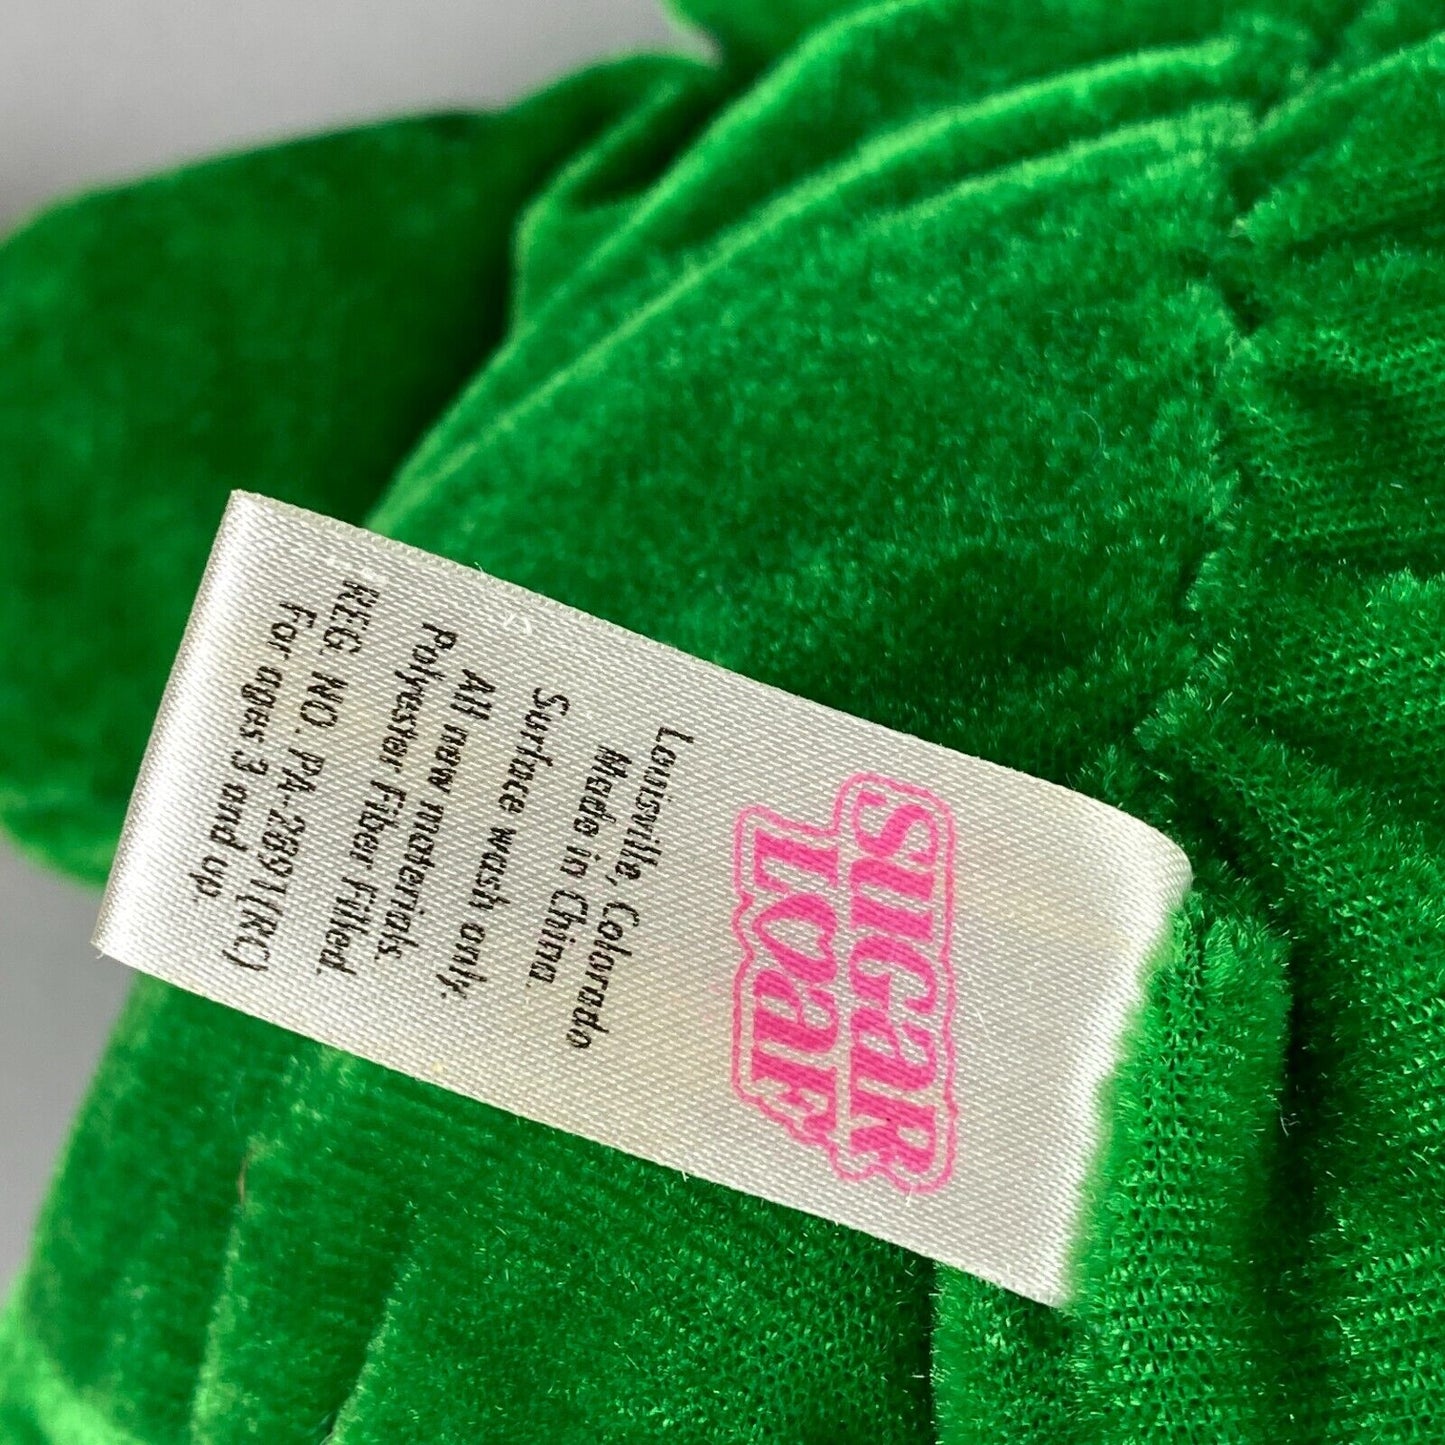 SUGAR
LOAF
Louisville, Colorado
Made in China.
Surface wash only.
All new materials.
Polyester Fiber Filled.
REG. NO. PA-2891(RC)
For ages 3 and up.